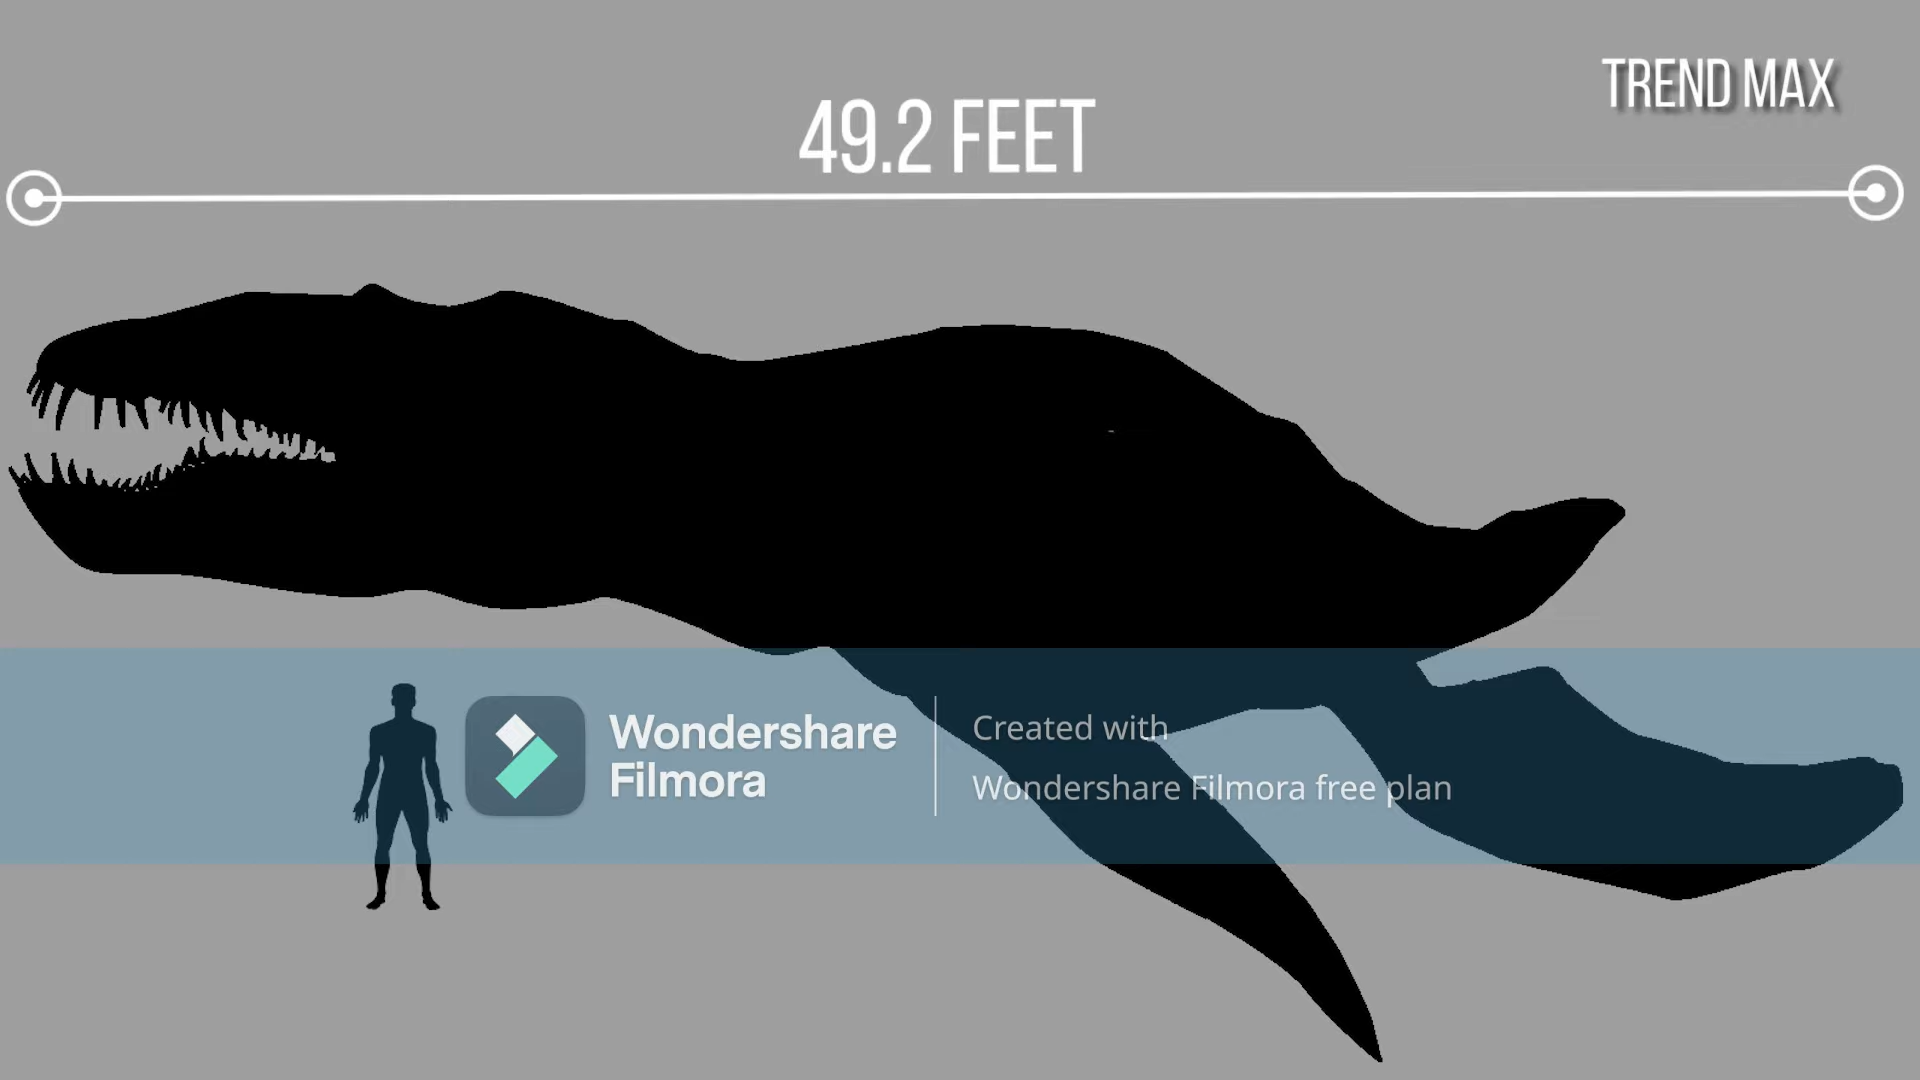 TREND MAX
49.2 FEET
Wondershare
Filmora
Created with
Wondershare Filmora free plan